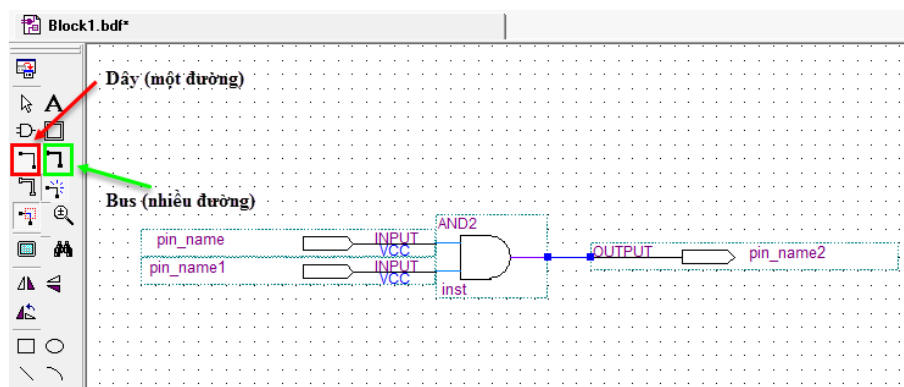 Block1.bdf*
A
Dây (một đường)
Bus (nhiều đường)
AND2
pin_name
INPUT
VCC
OUTPUT
pin_name2
pin_name1
INPUT
VCC
inst